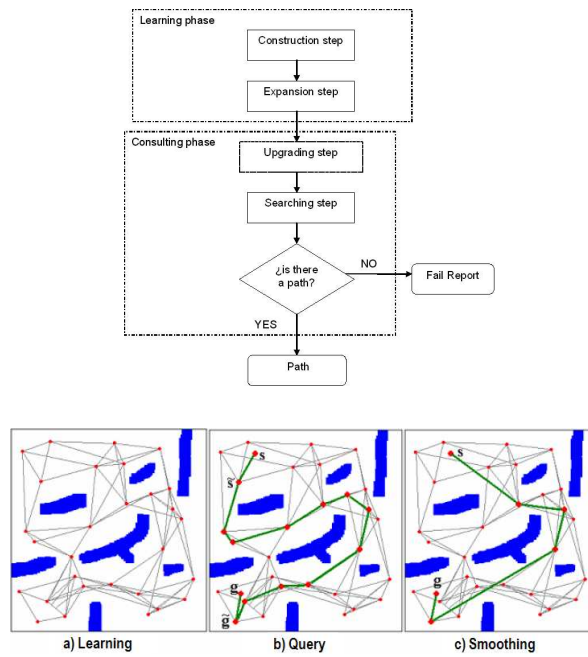 Learning phase
Construction step
Expansion step
Consulting phase
Upgrading step
Searching step
¿is there
a path?
NO
Fail Report
YES
Path
s
s̃
g
g̃
s
g
a) Learning
b) Query
c) Smoothing